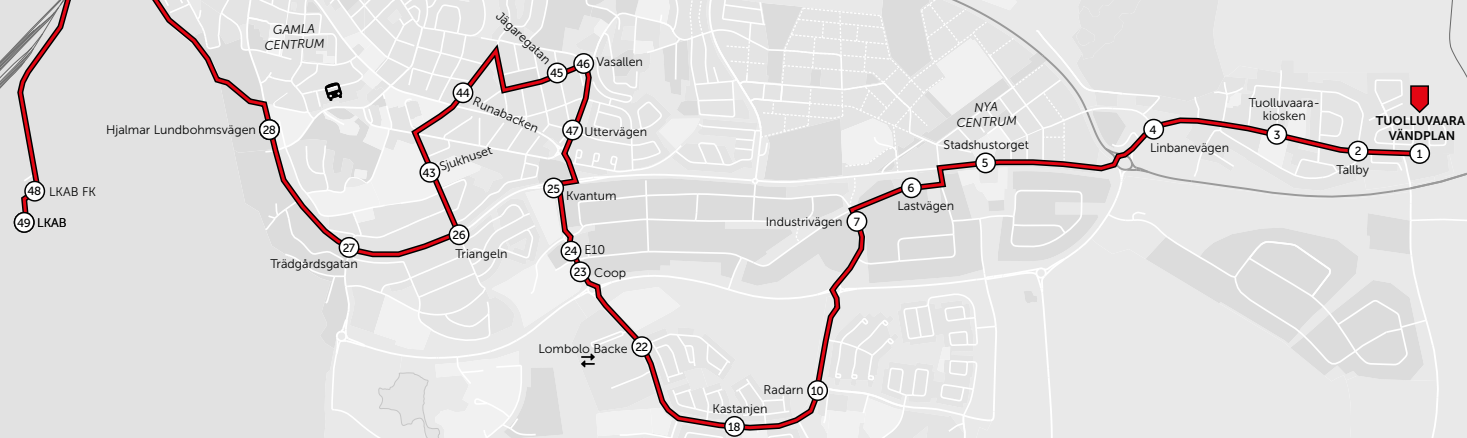 GAMLA
CENTRUM
Jägaregatan
45
46
Vasallen
44
Runabacken
Hjalmar Lundbohmsvägen
28
47
Uttervägen
43
Sjukhuset
48
LKAB FK
49
LKAB
25
Kvantum
27
Trädgårdsgatan
26
Triangeln
24
E10
23
Coop
Lombolo Backe
22
Kastanjen
18
Radarn
10
Industrivägen
7
6
Lastvägen
NYA
CENTRUM
Stadshustorget
5
4
Linbanevägen
Tuolluvaara-
kiosken
3
2
Tallby
TUOLLUVAARA
VÄNDPLAN
1